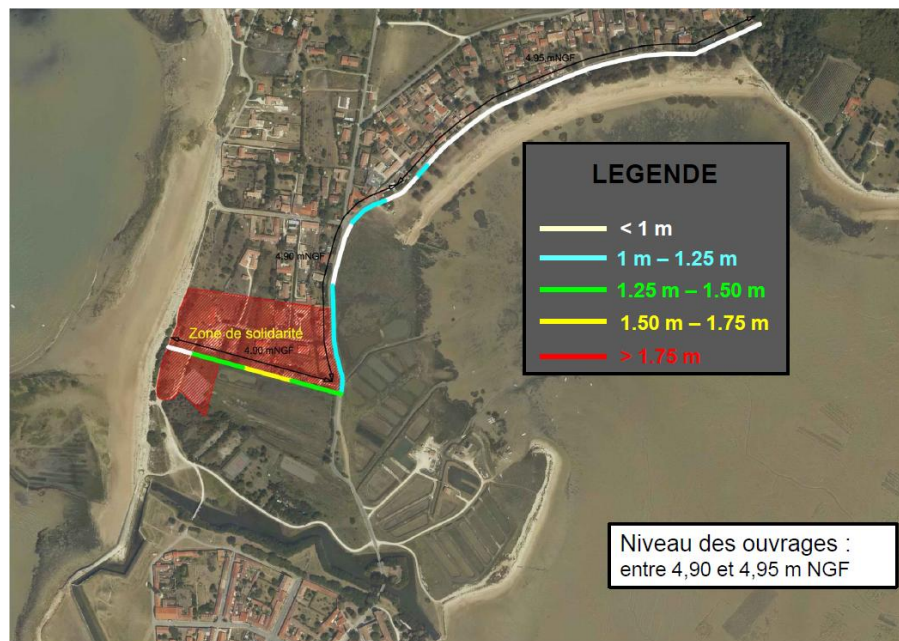 4.95 mNGF
LEGENDE
< 1 m
1 m – 1.25 m
4,90 mNGF
1.25 m – 1.50 m
1.50 m – 1.75 m
Zone de solidarité
4,90 mNGF
> 1.75 m
Niveau des ouvrages :
entre 4,90 et 4,95 m NGF